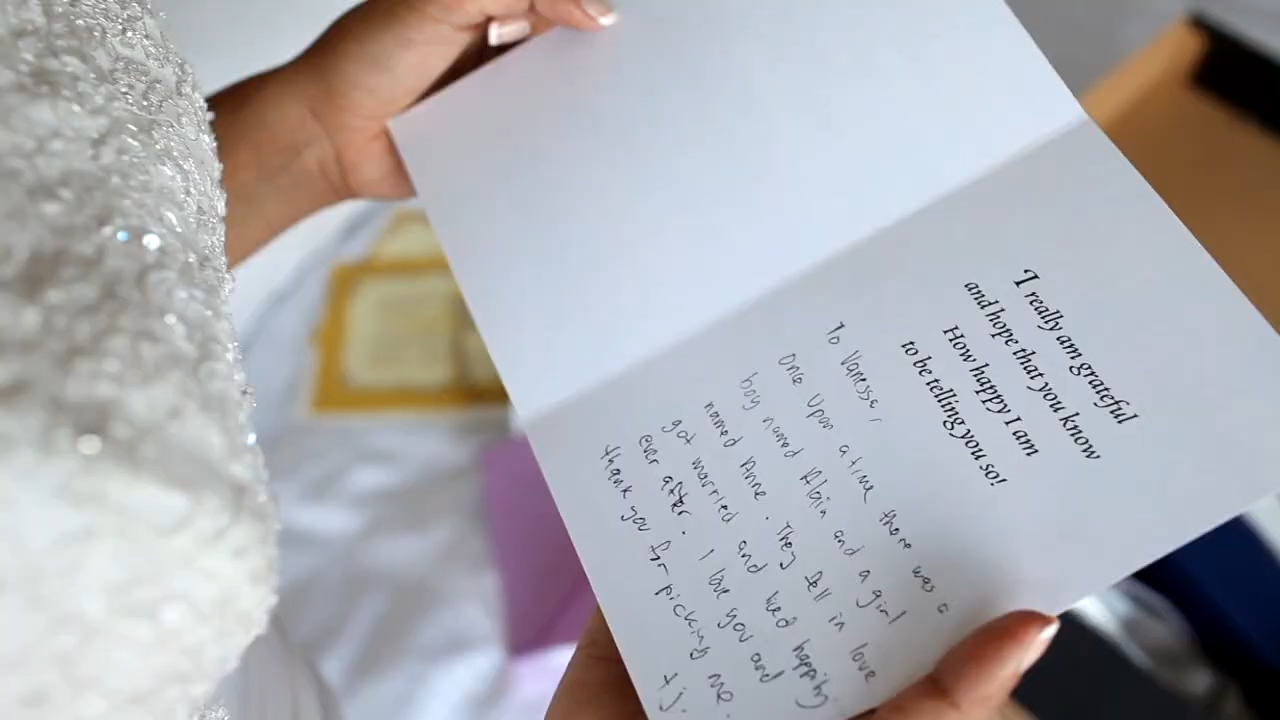 I really am grateful
and hope that you know
How happy I am
to be telling you so!
To Vanessa,
Once upon a time there was a
boy named Alain and a girl
named Anne. They fell in love
got married and lived happily
ever after. I love you and
thank you for picking me.
tj.